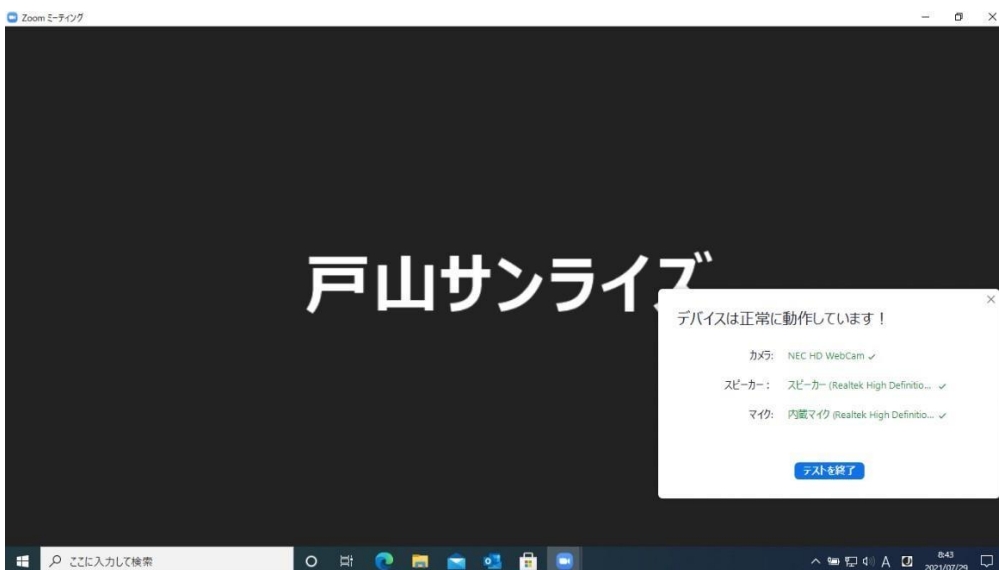 Zoom ミーティング
戸山サンライズ
デバイスは正常に動作しています！
カメラ: NEC HD WebCam
スピーカー： スピーカー (Realtek High Definitio...
マイク: 内蔵マイク (Realtek High Definitio...
テストを終了
ここに入力して検索
A
8:43
2021/07/29